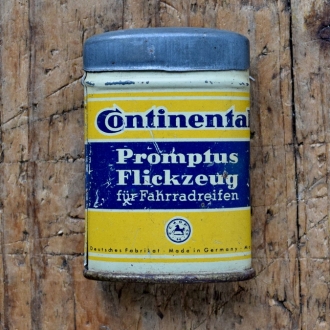 Continental
Promptus
Flickzeug
für Fahrradreifen
Deutsches Fabrikat - Made in Germany